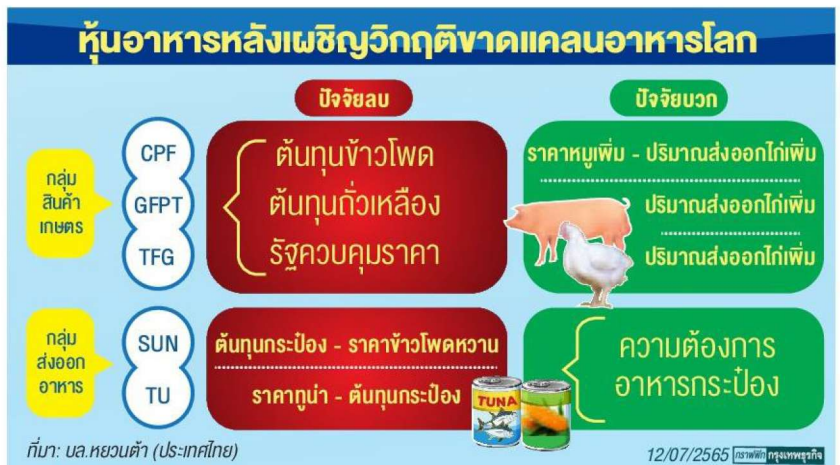 หุ้นอาหารหลังเผชิญวิกฤติขาดแคลนอาหารโลก
ปัจจัยลบ
ปัจจัยบวก
กลุ่ม
สินค้า
เกษตร
CPF
GFPT
TFG
ต้นทุนข้าวโพด
ต้นทุนถั่วเหลือง
รัฐควบคุมราคา
ราคาหมูเพิ่ม - ปริมาณส่งออกไก่เพิ่ม
ปริมาณส่งออกไก่เพิ่ม
ปริมาณส่งออกไก่เพิ่ม
กลุ่ม
ส่งออก
อาหาร
SUN
TU
ต้นทุนกระป๋อง - ราคาข้าวโพดหวาน
ราคาทูน่า - ต้นทุนกระป๋อง
TUNA
ความต้องการ
อาหารกระป๋อง
ที่มา: บล.หยวนต้า (ประเทศไทย)
12/07/2565 กราฟฟิก กรุงเทพธุรกิจ